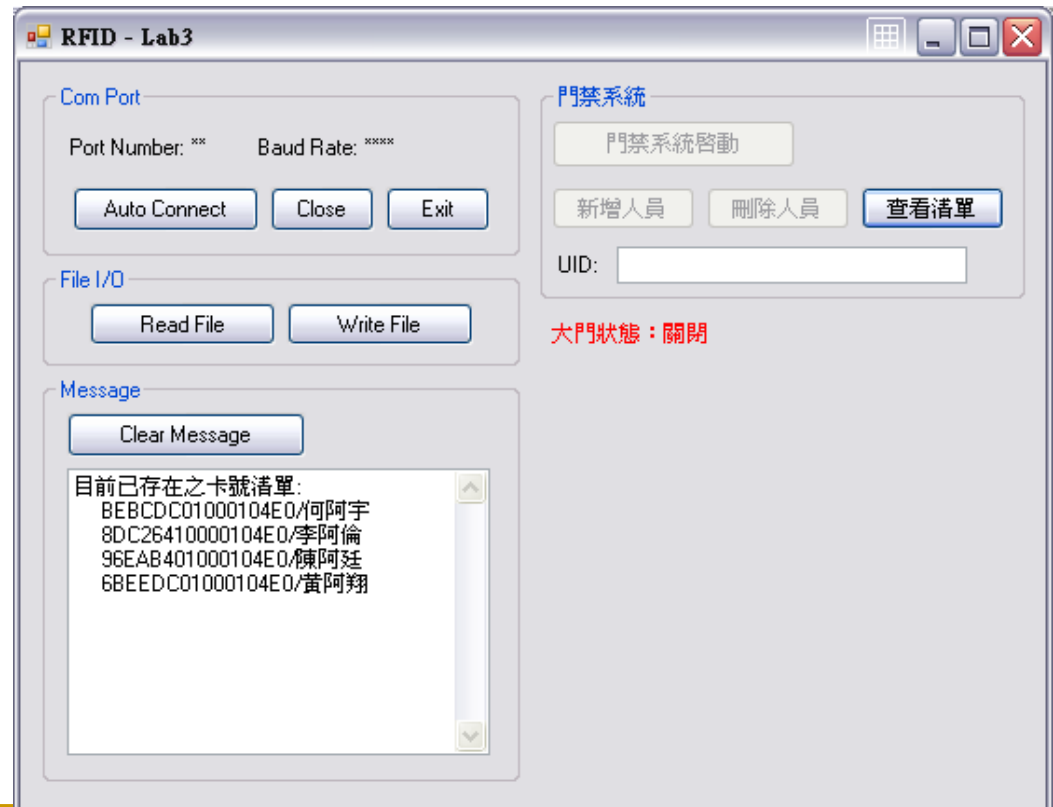 RFID - Lab3
Com Port
Port Number: ** Baud Rate: ****
Auto Connect Close Exit
File I/O
Read File Write File
Message
Clear Message
目前已存在之卡號清單:
BEBCDC01000104E0/何阿宇
8DC26410000104E0/李阿倫
96EAB401000104E0/陳阿廷
6BEEDC01000104E0/黃阿翔
門禁系統
門禁系統啟動
新增人員 刪除人員 查看清單
UID:
大門狀態：關閉